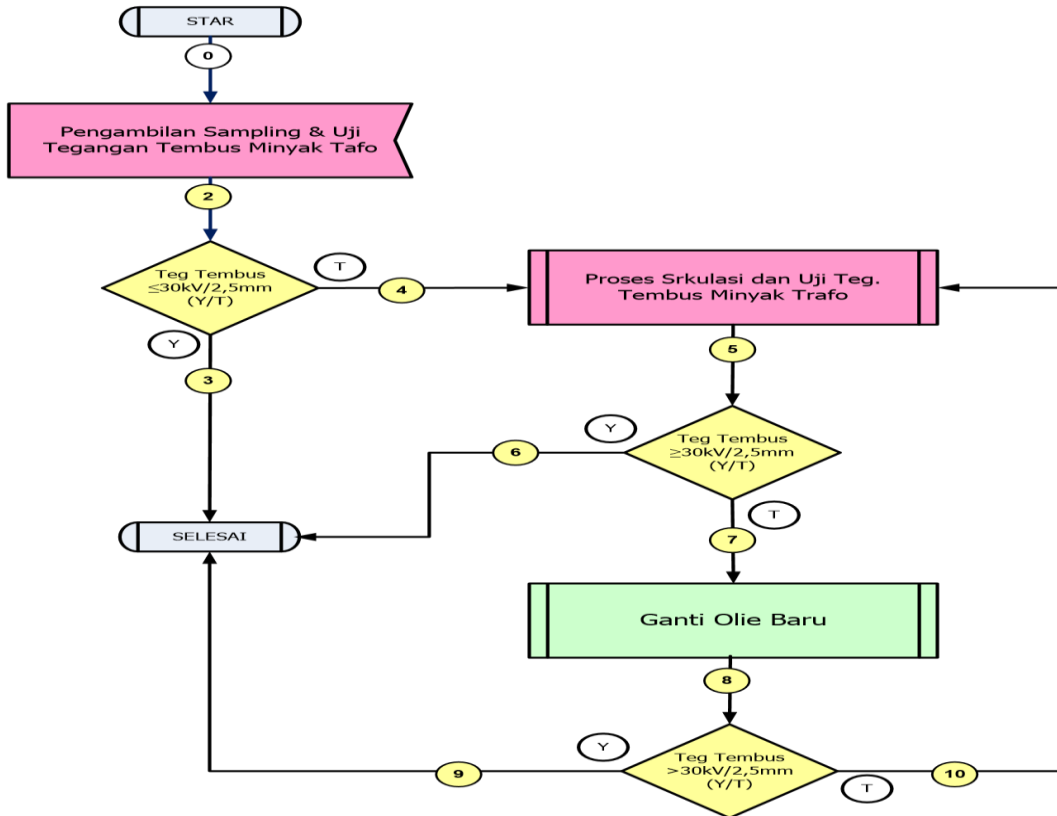 STAR
0
Pengambilan Sampling & Uji
Tegangan Tembus Minyak Tafo
2
Teg Tembus
≤30kV/2,5mm
(Y/T)
T
4
Proses Srkulasi dan Uji Teg.
Tembus Minyak Trafo
Y
3
5
Teg Tembus
≥30kV/2,5mm
(Y/T)
Y
6
T
7
SELESAI
Ganti Olie Baru
8
Teg Tembus
>30kV/2,5mm
(Y/T)
Y
9
T
10